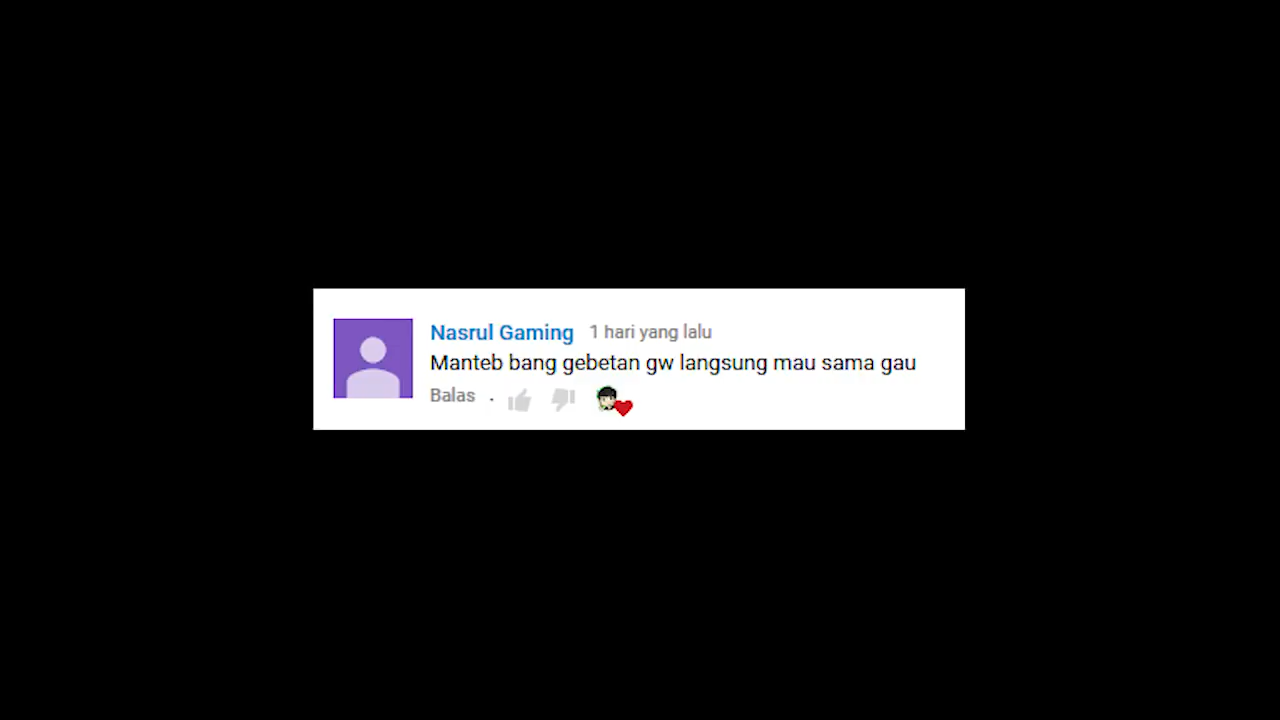 Nasrul Gaming 1 hari yang lalu
Manteb bang gebetan gw langsung mau sama gau
Balas .